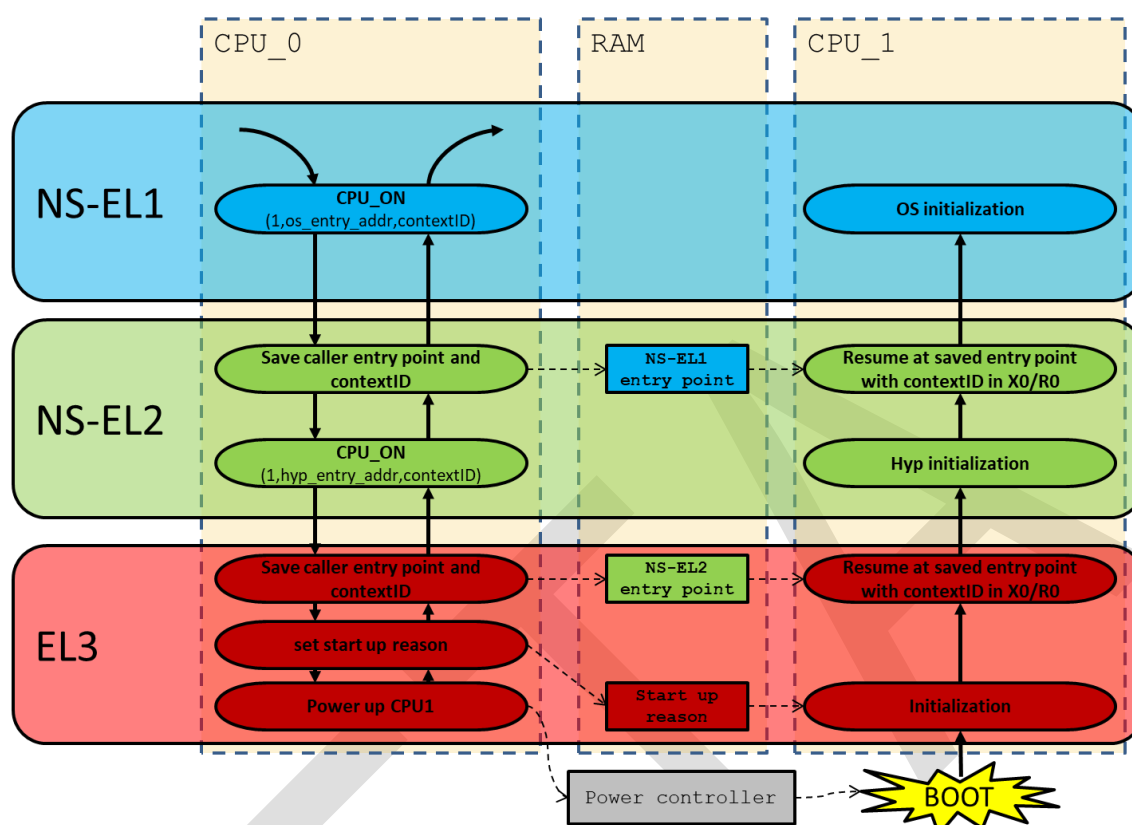 CPU_0
RAM
CPU_1
NS-EL1
CPU_ON
(1,os_entry_addr,contextID)
OS initialization
NS-EL2
Save caller entry point and
contextID
NS-EL1
entry point
Resume at saved entry point
with contextID in X0/R0
CPU_ON
(1,hyp_entry_addr,contextID)
Hyp initialization
EL3
Save caller entry point and
contextID
NS-EL2
entry point
Resume at saved entry point
with contextID in X0/R0
set start up reason
Power up CPU1
Start up
reason
Initialization
Power controller
BOOT